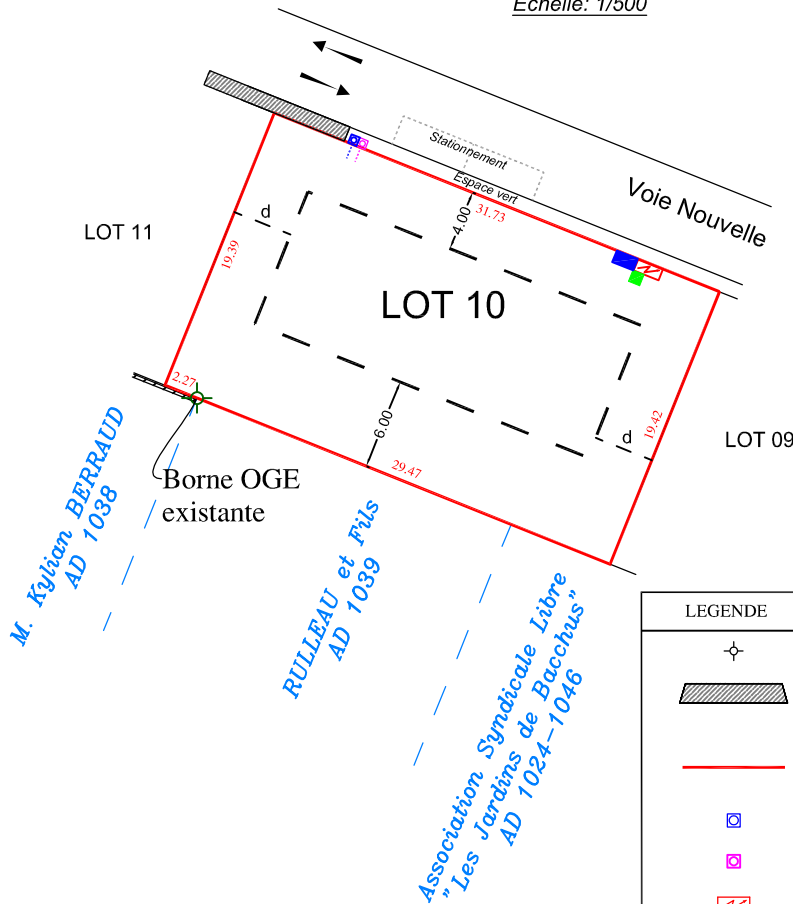 Echelle: 1/500
Stationnement
Espace vert
Voie Nouvelle
LOT 11
d
19.39
4.00
31.73
LOT 10
2.27
6.00
29.47
19.42
d
LOT 09
Borne OGE
existante
M. Kylian BERRAUD
AD 1038
RULLEAU et Fils
AD 1039
Association Syndicale Libre
"Les Jardins de Bacchus"
AD 1024-1046
LEGENDE